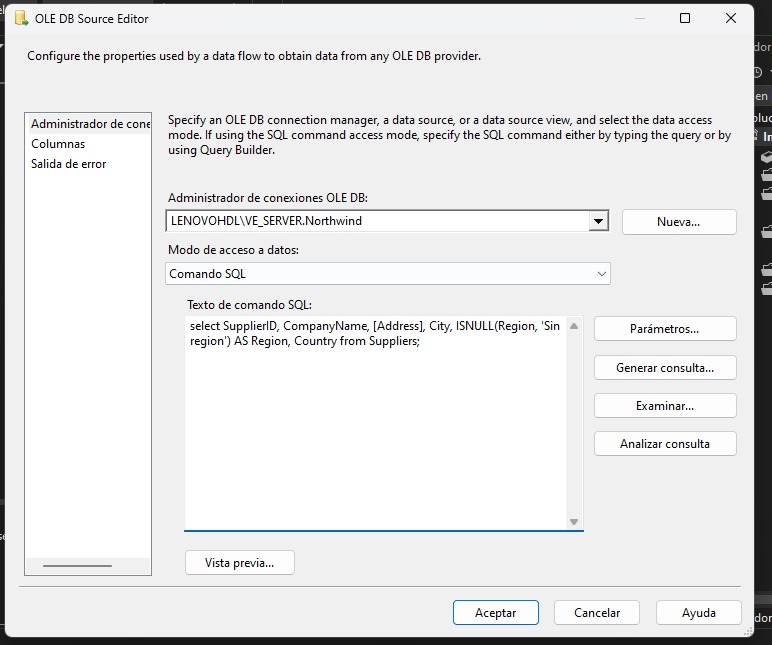 OLE DB Source Editor
Configure the properties used by a data flow to obtain data from any OLE DB provider.
Administrador de cone
Columnas
Salida de error
Specify an OLE DB connection manager, a data source, or a data source view, and select the data access
mode. If using the SQL command access mode, specify the SQL command either by typing the query or by
using Query Builder.
Administrador de conexiones OLE DB:
LENOVOHDL\VE_SERVER.Northwind
Nueva...
Modo de acceso a datos:
Comando SQL
Texto de comando SQL:
select SupplierID, CompanyName, [Address], City, ISNULL(Region, 'Sin
region') AS Region, Country from Suppliers;
Parámetros...
Generar consulta...
Examinar...
Analizar consulta
Vista previa...
Aceptar
Cancelar
Ayuda